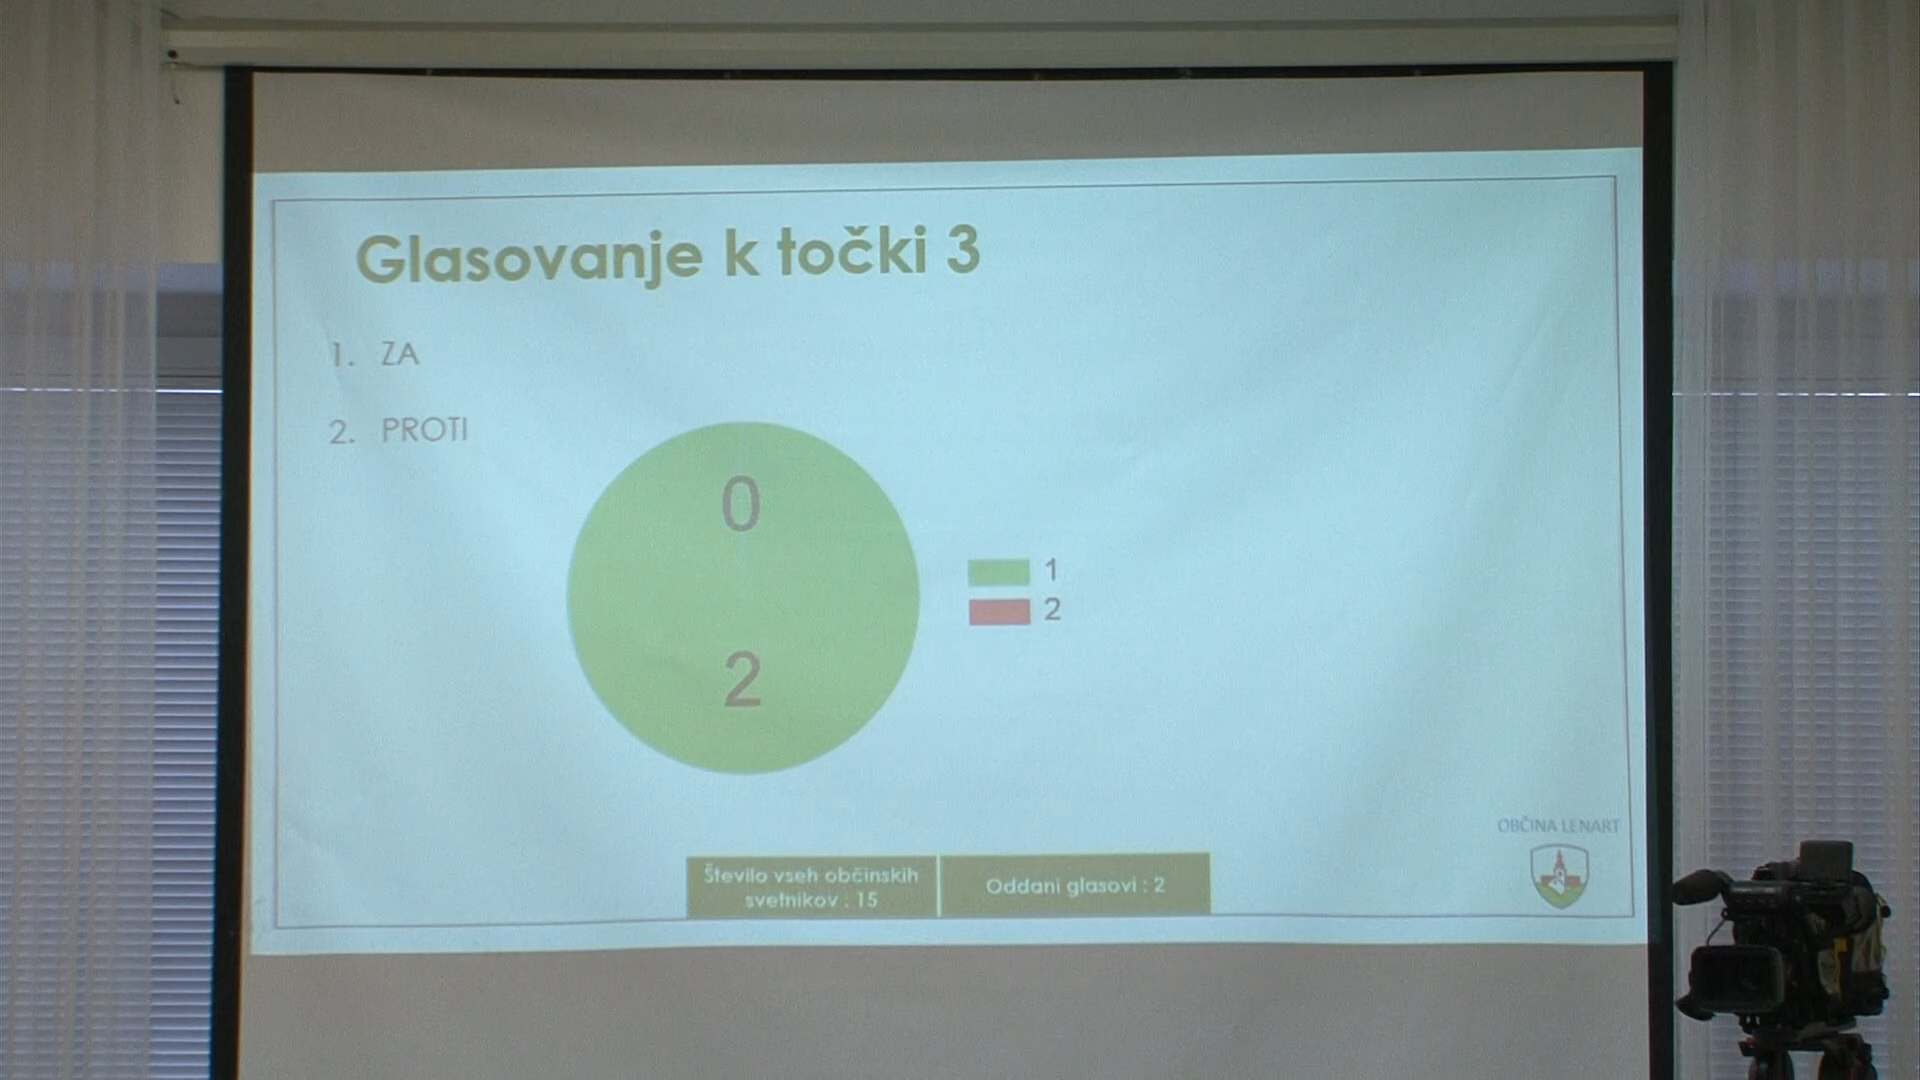 Glasovanje k točki 3
1. ZA
2. PROTI
0
2
1
2
OBČINA LENART
Število vseh občinskih
svetnikov : 15
Oddani glasovi : 2